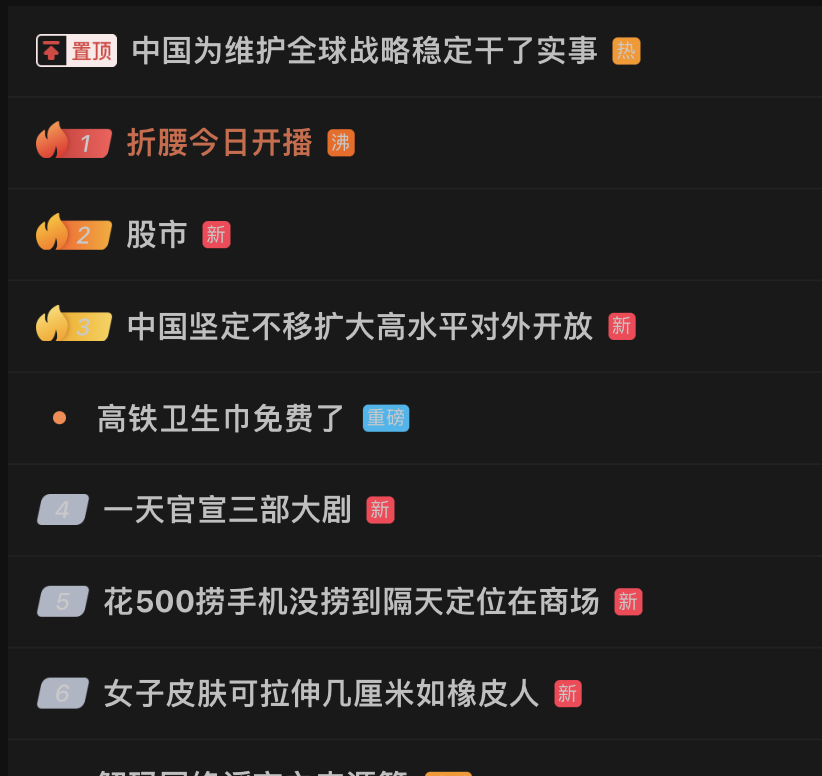 置顶 中国为维护全球战略稳定干了实事 热
1 折腰今日开播 沸
2 股市 新
3 中国坚定不移扩大高水平对外开放 新
高铁卫生巾免费了 重磅
4 一天官宣三部大剧 新
5 花500捞手机没捞到隔天定位在商场 新
6 女子皮肤可拉伸几厘米如橡皮人 新